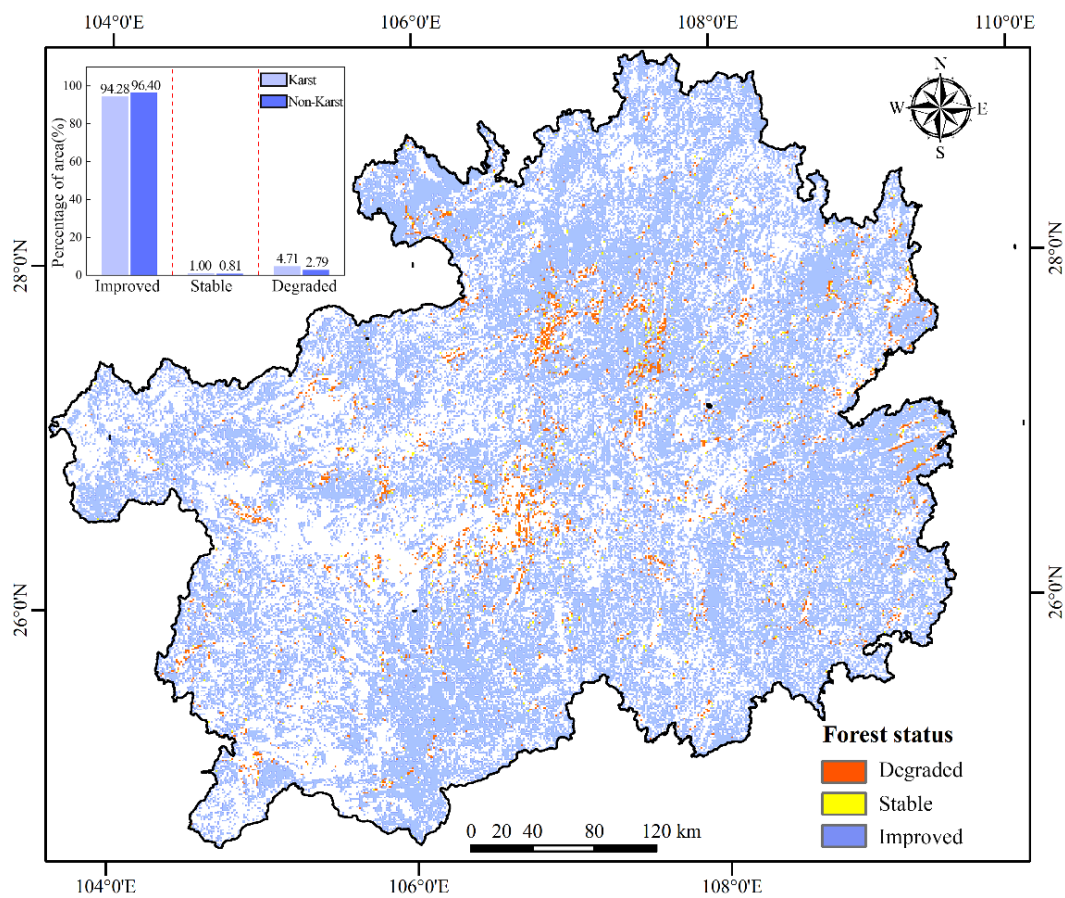 104°0'E 106°0'E 108°0'E 110°0'E
Percentage of area(%)
100
80
60
40
20
0
94.28 96.40
1.00 0.81
4.71 2.79
Improved Stable Degraded
Karst
Non-Karst
N
W E
S
28°0'N
28°0'N
26°0'N
26°0'N
Forest status
Degraded
Stable
Improved
0 20 40 80 120 km
104°0'E 106°0'E 108°0'E